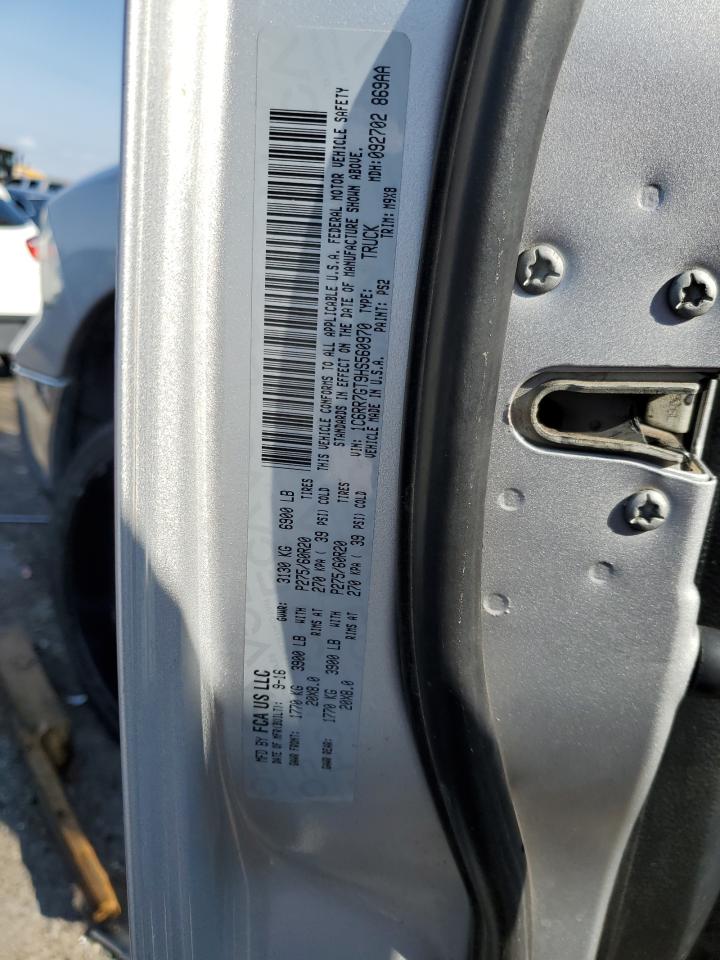 MFD BY FCA US LLC
DATE OF MFR(BUILT): 9-16 GVWR: 3130 KG 6900 LB
GAWR FRONT: 1770 KG 3900 LB WITH P275/60R20 TIRES
20X8.0 RIMS AT 270 KPA ( 39 PSI) COLD
GAWR REAR: 1770 KG 3900 LB WITH P275/60R20 TIRES
20X8.0 RIMS AT 270 KPA ( 39 PSI) COLD
THIS VEHICLE CONFORMS TO ALL APPLICABLE U.S.A. FEDERAL MOTOR VEHICLE SAFETY
STANDARDS IN EFFECT ON THE DATE OF MANUFACTURE SHOWN ABOVE.
VIN: 1C6RR7GT9HS560970 TYPE: TRUCK MDH:092702 869AA
VEHICLE MADE IN U.S.A. PAINT: PS2 TRIM: M9X8